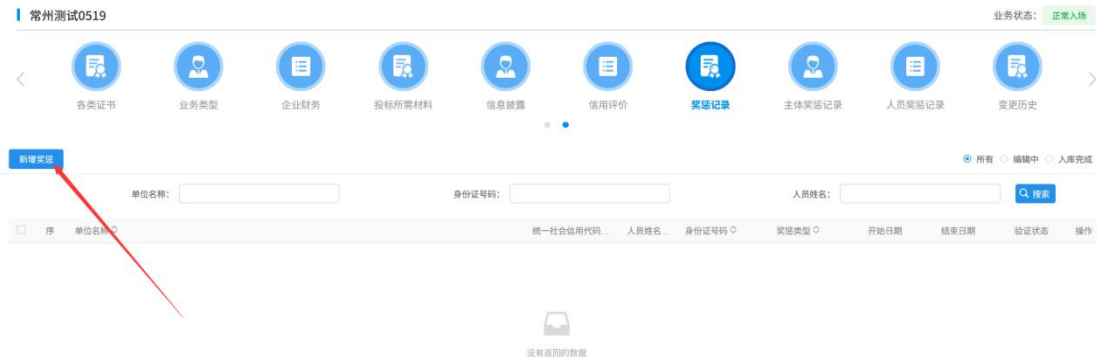 常州测试0519
业务状态： 正常入场
各类证书 业务类型 企业财务 投标所需材料 信息披露 信用评价 奖惩记录 主体奖惩记录 人员奖惩记录 变更历史
新增奖惩 所有 编辑中 入库完成
单位名称： 身份证号码： 人员姓名： 搜索
序 单位名称 统一社会信用代码... 人员姓名... 身份证号码 奖惩类型 开始日期 结束日期 验证状态 操作
没有返回的数据